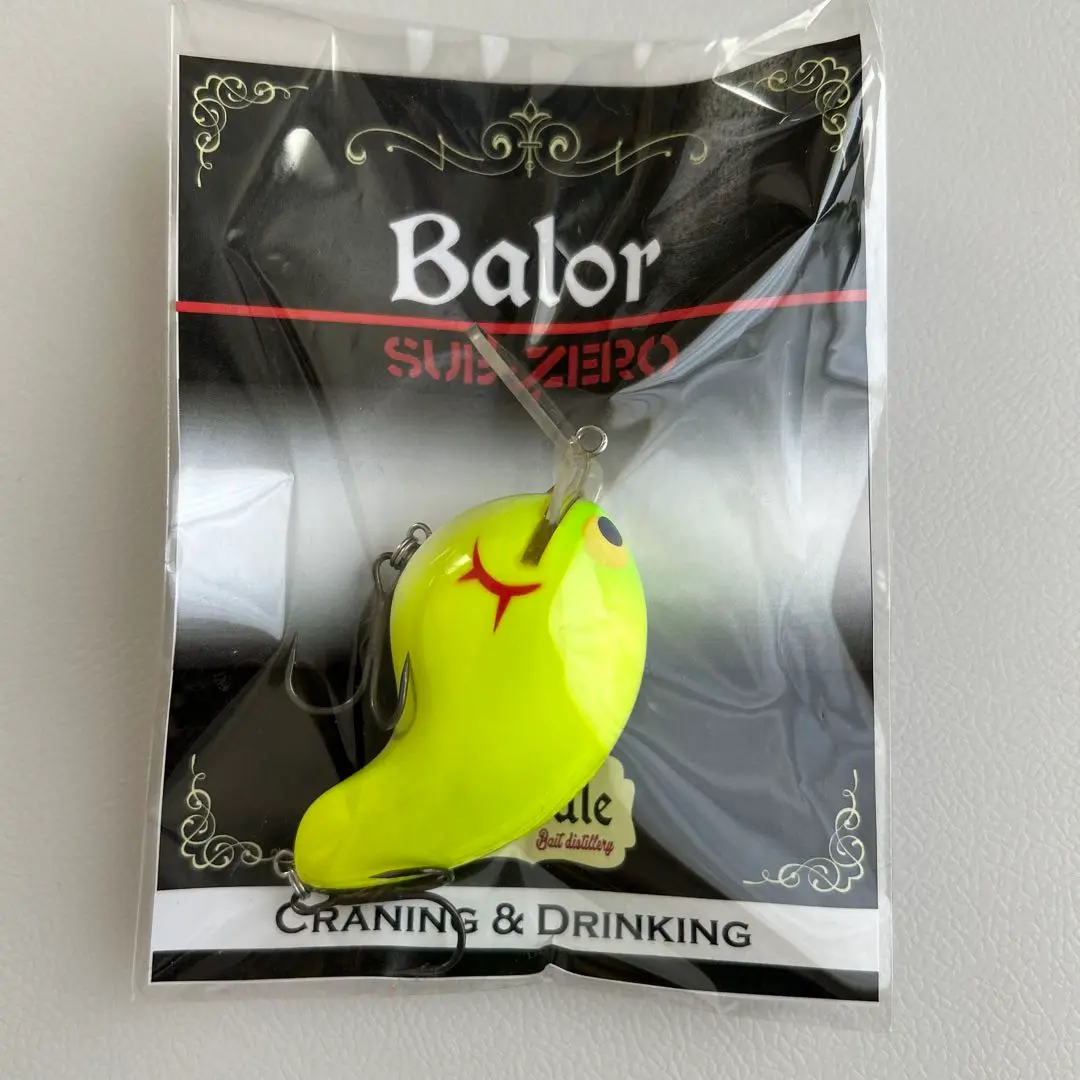 Balor
SUB-ZERO
Bait distillery
CRANING & DRINKING